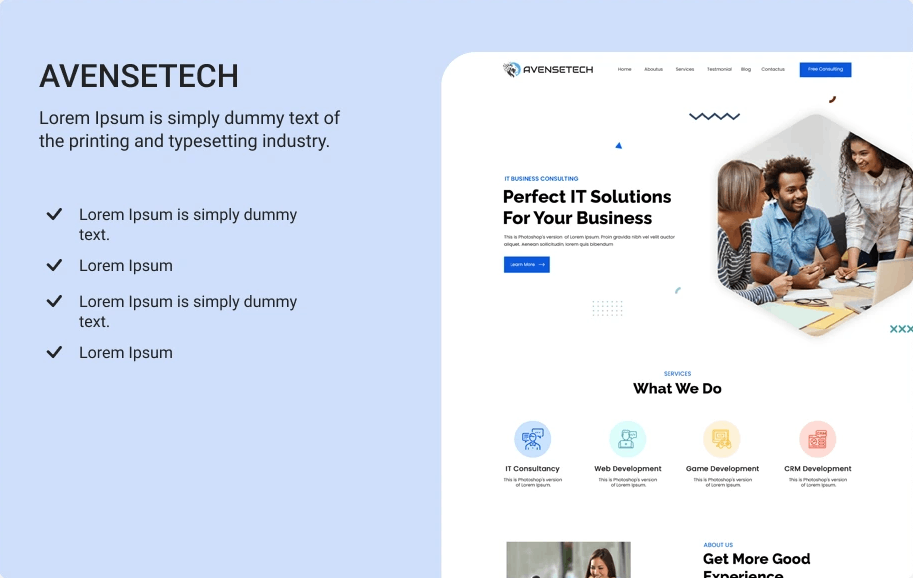 AVENSETECH
Lorem Ipsum is simply dummy text of
the printing and typesetting industry.
Lorem Ipsum is simply dummy
text.
Lorem Ipsum
Lorem Ipsum is simply dummy
text.
Lorem Ipsum
AVENSETECH
Home Aboutus Services Testmonial Blog Contactus Free Consulting
IT BUSINESS CONSULTING
Perfect IT Solutions
For Your Business
This is Photoshop's version of Lorem Ipsum. Proin gravida nibh vel velit auctor
aliquet. Aenean sollicitudin, lorem quis bibendum
Learn More
SERVICES
What We Do
IT Consultancy
This is Photoshop's version
of Lorem Ipsum.
Web Development
This is Photoshop's version
of Lorem Ipsum.
Game Development
This is Photoshop's version
of Lorem Ipsum.
CRM Development
This is Photoshop's version
of Lorem Ipsum.
ABOUT US
Get More Good
Experience